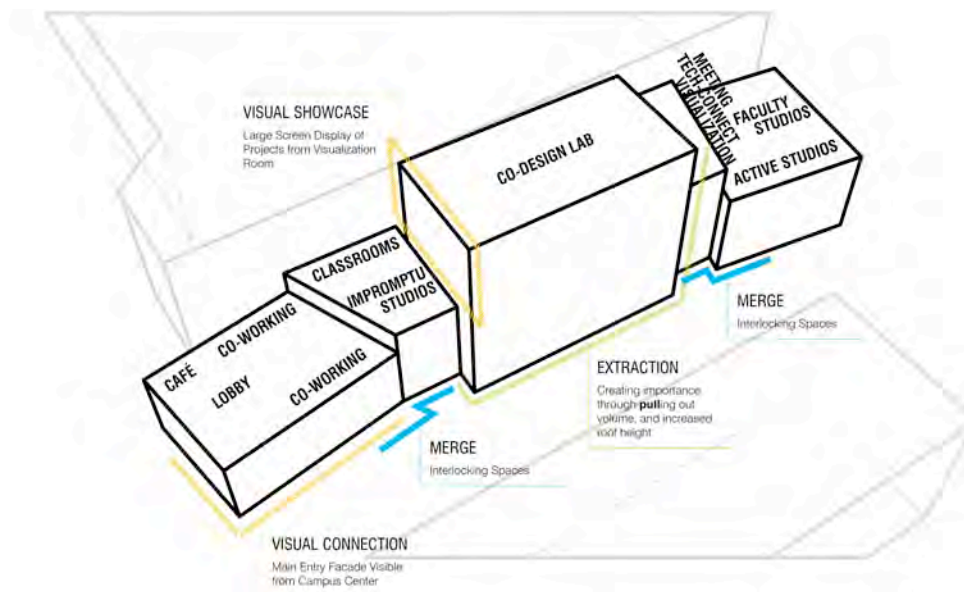 VISUAL SHOWCASE
Large Screen Display of
Projects from Visualization
Room
CO-DESIGN LAB
MEETING
TECH-CONNECT
VISUALIZATION
FACULTY
STUDIOS
ACTIVE STUDIOS
CLASSROOMS
IMPROMPTU
STUDIOS
CAFÉ
CO-WORKING
LOBBY
CO-WORKING
MERGE
Interlocking Spaces
EXTRACTION
Creating importance
through pulling out
volume, and increased
roof height
MERGE
Interlocking Spaces
VISUAL CONNECTION
Main Entry Facade Visible
from Campus Center